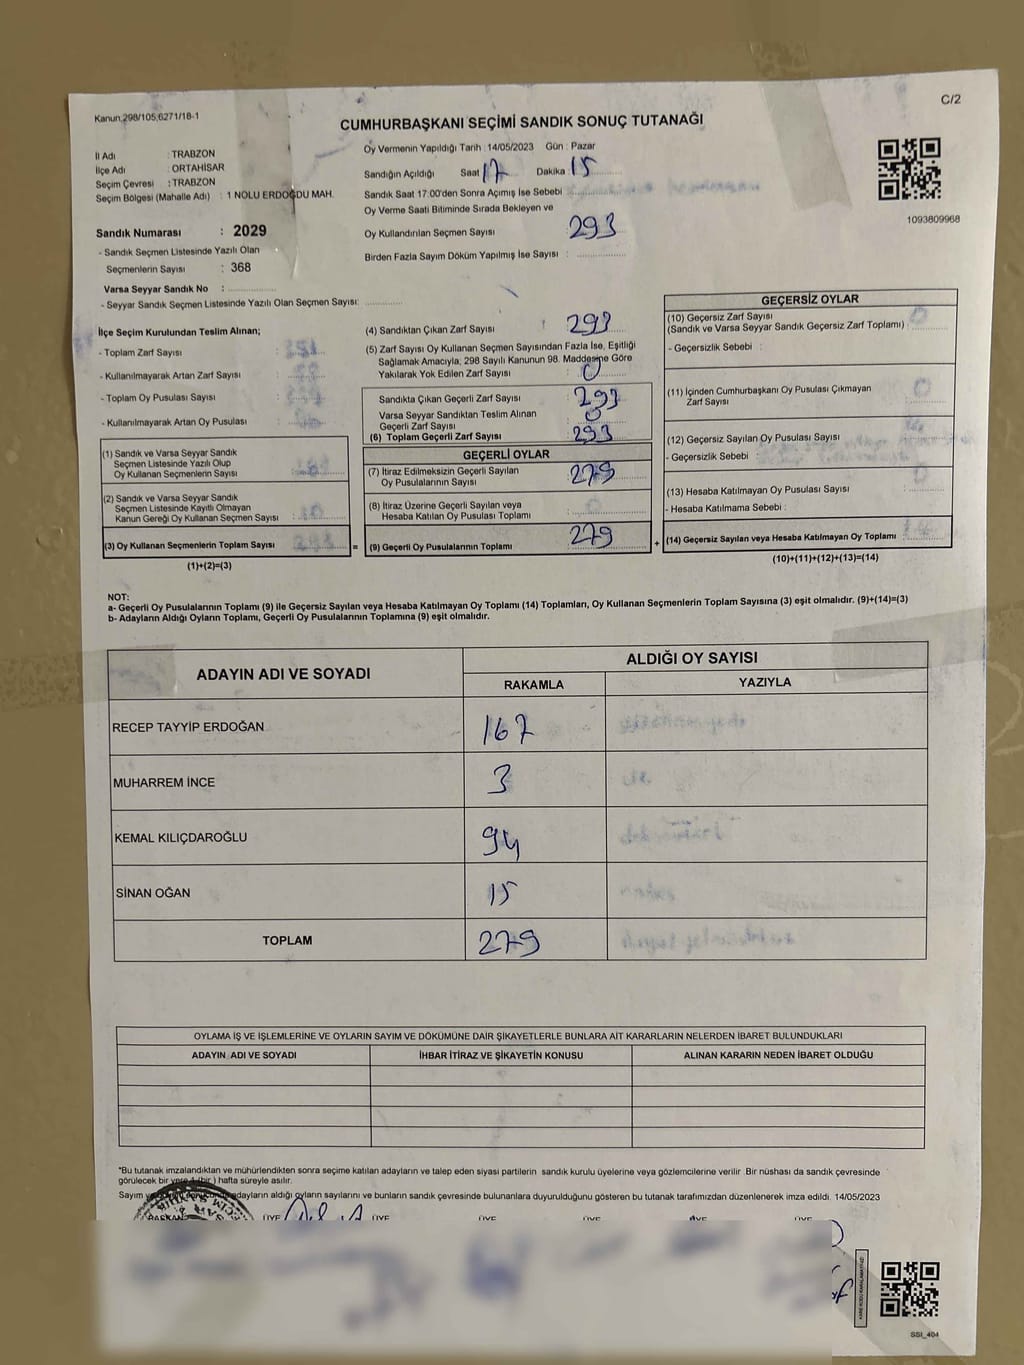 Kanun,298/105,6271/18-1
C/2
CUMHURBAŞKANI SEÇİMİ SANDIK SONUÇ TUTANAĞI
İl Adı : TRABZON
İlçe Adı : ORTAHİSAR
Seçim Çevresi : TRABZON
Seçim Bölgesi (Mahalle Adı) : 1 NOLU ERDOĞDU MAH.
Sandık Numarası : 2029
- Sandık Seçmen Listesinde Yazılı Olan
Seçmenlerin Sayısı : 368
Varsa Seyyar Sandık No :
- Seyyar Sandık Seçmen Listesinde Yazılı Olan Seçmen Sayısı:
Oy Vermenin Yapıldığı Tarih : 14/05/2023 Gün : Pazar
Sandığın Açıldığı Saat 17 Dakika 15
Sandık Saat 17:00'den Sonra Açımış İse Sebebi
Oy Verme Saati Bitiminde Sırada Bekleyen ve
Oy Kullandırılan Seçmen Sayısı 293
Birden Fazla Sayım Döküm Yapılmış İse Sayısı :
1093809968
İlçe Seçim Kurulundan Teslim Alınan;
- Toplam Zarf Sayısı :
- Kullanılmayarak Artan Zarf Sayısı :
- Toplam Oy Pusulası Sayısı :
- Kullanılmayarak Artan Oy Pusulası :
(1) Sandık ve Varsa Seyyar Sandık
Seçmen Listesinde Yazılı Olup
Oy Kullanan Seçmenlerin Sayısı
(2) Sandık ve Varsa Seyyar Sandık
Seçmen Listesinde Kayıtlı Olmayan
Kanun Gereği Oy Kullanan Seçmen Sayısı 10
(3) Oy Kullanan Seçmenlerin Toplam Sayısı 293 =
(1)+(2)=(3)
(4) Sandıktan Çıkan Zarf Sayısı : 293
(5) Zarf Sayısı Oy Kullanan Seçmen Sayısından Fazla İse, Eşitliği
Sağlamak Amacıyla; 298 Sayılı Kanunun 98. Maddesine Göre
Yakılarak Yok Edilen Zarf Sayısı : 0
Sandıkta Çıkan Geçerli Zarf Sayısı 293
Varsa Seyyar Sandıktan Teslim Alınan
Geçerli Zarf Sayısı : 0
(6) Toplam Geçerli Zarf Sayısı 293
GEÇERLİ OYLAR
(7) İtiraz Edilmeksizin Geçerli Sayılan
Oy Pusulalarının Sayısı 279
(8) İtiraz Üzerine Geçerli Sayılan veya
Hesaba Katılan Oy Pusulası Toplamı 0
(9) Geçerli Oy Pusulalarının Toplamı 279 +
GEÇERSİZ OYLAR
(10) Geçersiz Zarf Sayısı
(Sandık ve Varsa Seyyar Sandık Geçersiz Zarf Toplamı) : 0
- Geçersizlik Sebebi :
(11) İçinden Cumhurbaşkanı Oy Pusulası Çıkmayan
Zarf Sayısı : 0
(12) Geçersiz Sayılan Oy Pusulası Sayısı :
- Geçersizlik Sebebi :
(13) Hesaba Katılmayan Oy Pusulası Sayısı : 0
- Hesaba Katılmama Sebebi :
(14) Geçersiz Sayılan veya Hesaba Katılmayan Oy Toplamı 14
(10)+(11)+(12)+(13)=(14)
NOT:
a- Geçerli Oy Pusulalarının Toplamı (9) ile Geçersiz Sayılan veya Hesaba Katılmayan Oy Toplamı (14) Toplamları, Oy Kullanan Seçmenlerin Toplam Sayısına (3) eşit olmalıdır. (9)+(14)=(3)
b- Adayların Aldığı Oyların Toplamı, Geçerli Oy Pusulalarının Toplamına (9) eşit olmalıdır.
ADAYIN ADI VE SOYADI
ALDIĞI OY SAYISI
RAKAMLA YAZIYLA
RECEP TAYYİP ERDOĞAN 167
MUHARREM İNCE 3
KEMAL KILIÇDAROĞLU 94
SİNAN OĞAN 15
TOPLAM 279
OYLAMA İŞ VE İŞLEMLERİNE VE OYLARIN SAYIM VE DÖKÜMÜNE DAİR ŞİKAYETLERLE BUNLARA AİT KARARLARIN NELERDEN İBARET BULUNDUKLARI
ADAYIN ADI VE SOYADI İHBAR İTİRAZ VE ŞİKAYETİN KONUSU ALINAN KARARIN NEDEN İBARET OLDUĞU
*Bu tutanak imzalandıktan ve mühürlendikten sonra seçime katılan adayların ve talep eden siyasi partilerin sandık kurulu üyelerine veya gözlemcilerine verilir. Bir nüshası da sandık çevresinde
görülecek bir yere 1 (bir) hafta süreyle asılır.
Sayım adayların aldığı oyların sayılarını ve bunların sandık çevresinde bulunanlara duyurulduğunu gösteren bu tutanak tarafımızdan düzenlenerek imza edildi. 14/05/2023
BAŞKAN ÜYE ÜYE ÜYE ÜYE ÜYE ÜYE
SSI_404